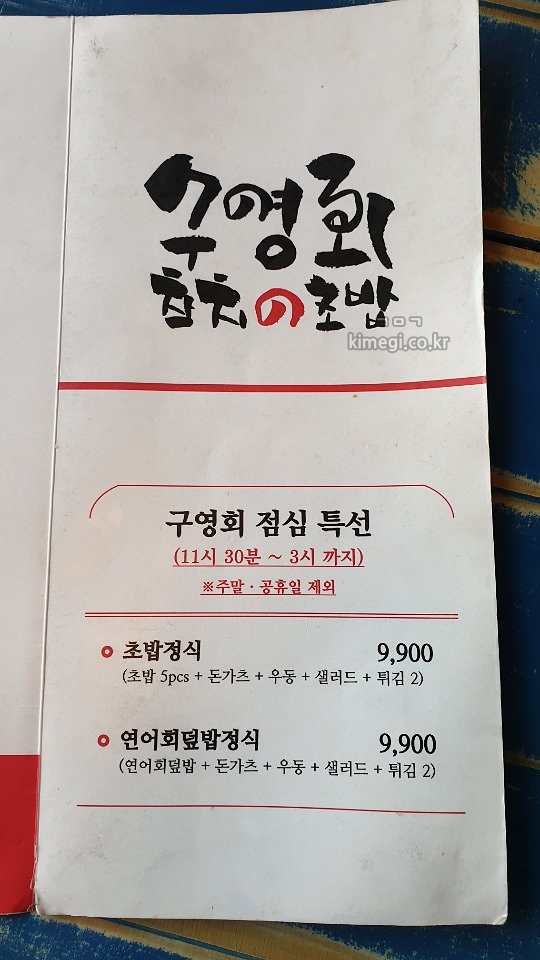 구영회
참치の초밥
ㄱㅁㄱ
kimegi.co.kr
구영회 점심 특선
(11시 30분 ~ 3시 까지)
※주말 · 공휴일 제외
초밥정식 9,900
(초밥 5pcs + 돈가츠 + 우동 + 샐러드 + 튀김 2)
연어회덮밥정식 9,900
(연어회덮밥 + 돈가츠 + 우동 + 샐러드 + 튀김 2)